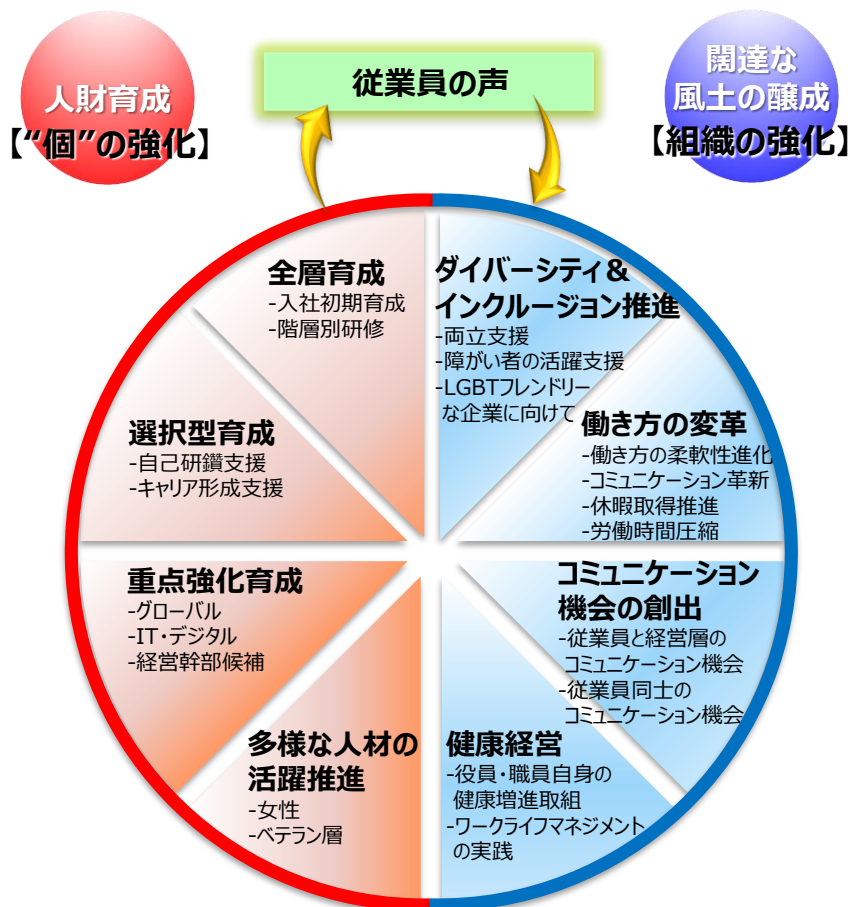 人財育成
【“個”の強化】
従業員の声
闊達な
風土の醸成
【組織の強化】
全層育成
-入社初期育成
-階層別研修
選択型育成
-自己研鑽支援
-キャリア形成支援
重点強化育成
-グローバル
-IT・デジタル
-経営幹部候補
多様な人材の
活躍推進
-女性
-ベテラン層
ダイバーシティ＆
インクルージョン推進
-両立支援
-障がい者の活躍支援
-LGBTフレンドリー
な企業に向けて
働き方の変革
-働き方の柔軟性進化
-コミュニケーション革新
-休暇取得推進
-労働時間圧縮
コミュニケーション
機会の創出
-従業員と経営層の
コミュニケーション機会
-従業員同士の
コミュニケーション機会
健康経営
-役員・職員自身の
健康増進取組
-ワークライフマネジメント
の実践